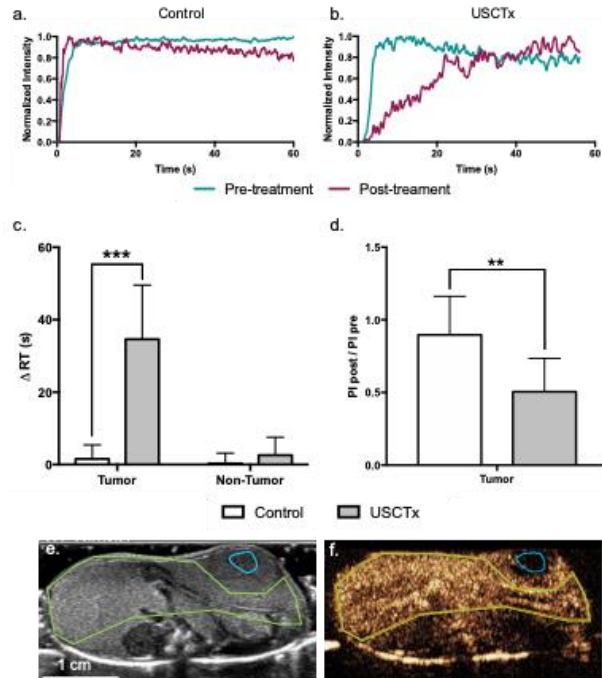 a. Control
b. USCTx
Normalized Intensity
1.0
0.8
0.6
0.4
0.2
0.0
0 20 40 60
Time (s)
Normalized Intensity
1.0
0.8
0.6
0.4
0.2
0.0
0 20 40 60
Time (s)
Pre-treatment Post-treament
c.
Δ RT (s)
60
40
20
0
***
Tumor Non-Tumor
d.
PI post / PI pre
1.5
1.0
0.5
0.0
**
Tumor
Control USCTx
e.
1 cm
f.